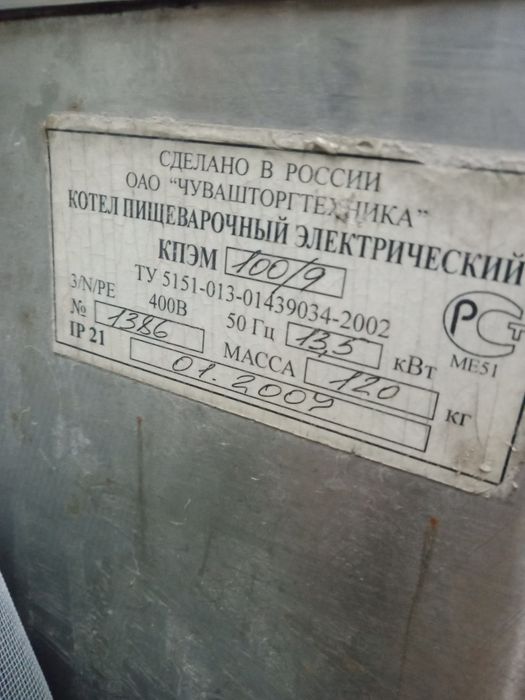 СДЕЛАНО В РОССИИ
ОАО "ЧУВАШТОРГТЕХНИКА"
КОТЕЛ ПИЩЕВАРОЧНЫЙ ЭЛЕКТРИЧЕСКИЙ
КПЭМ 100/9
ТУ 5151-013-01439034-2002
3/N/PE 400В 50 Гц 13,5 кВт
№ 1386 МАССА 120 кг
IP 21 01.2009
РСТ
МЕ51